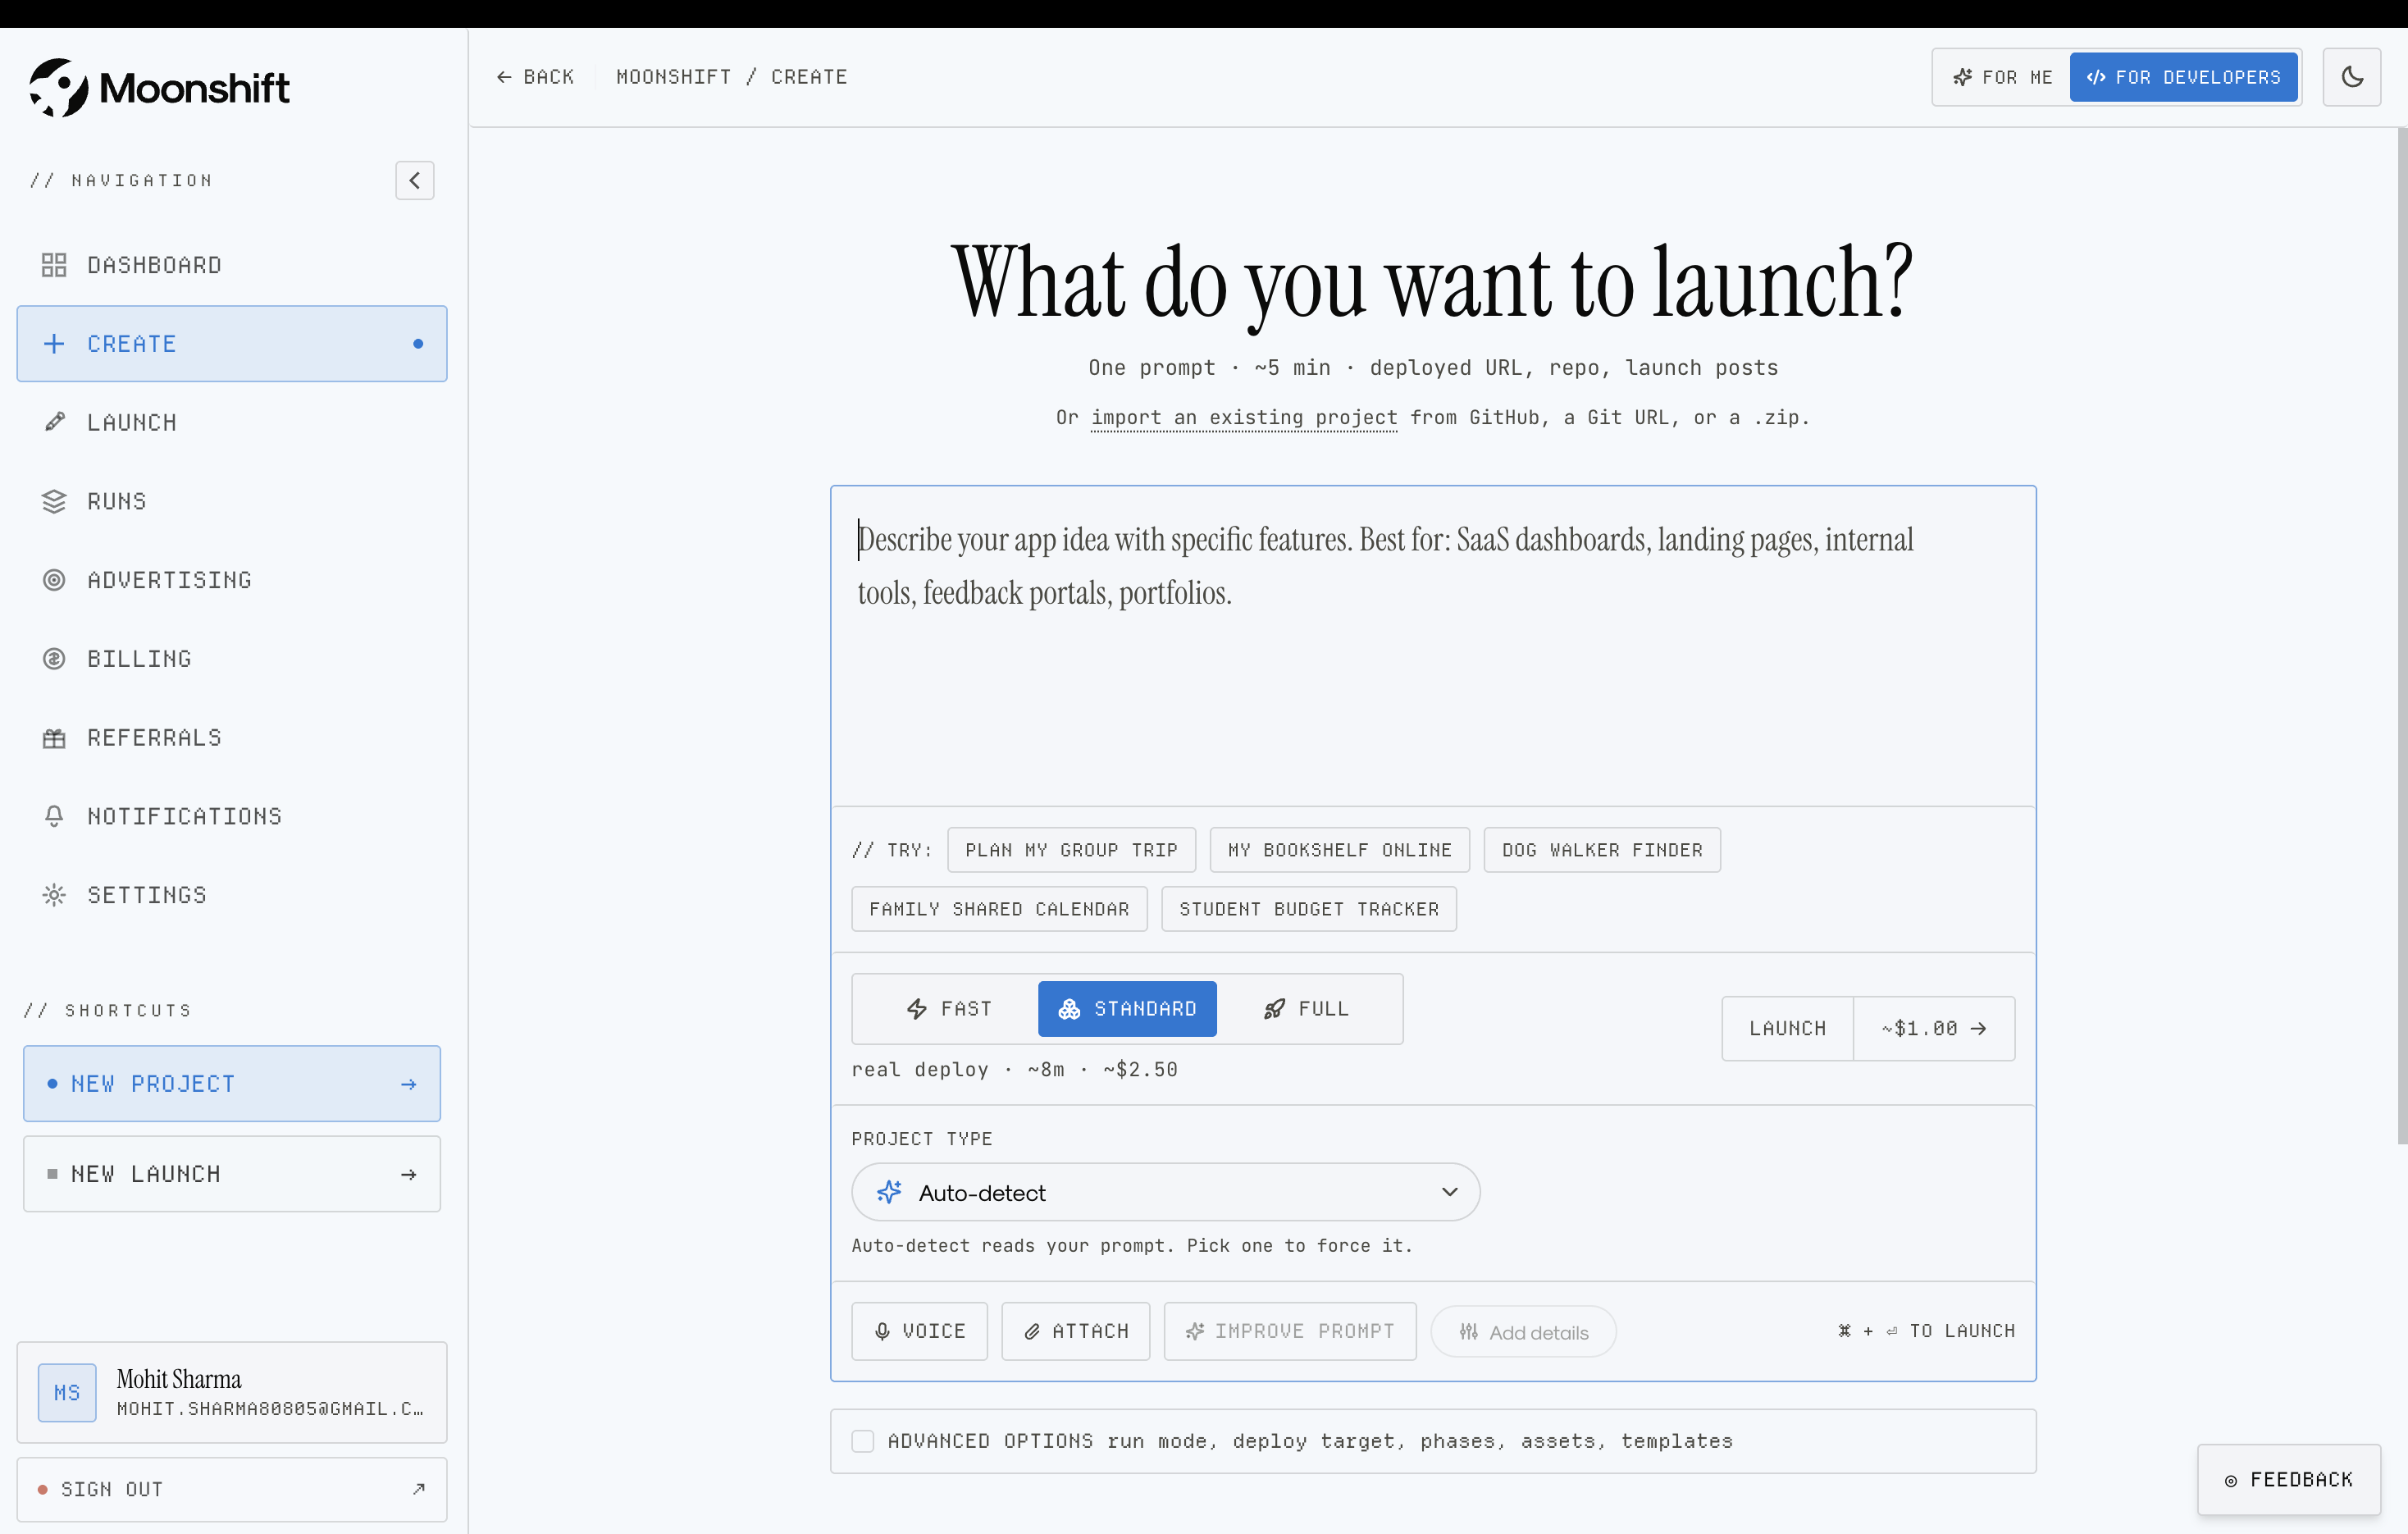 Moonshift
← BACK
MOONSHIFT / CREATE
FOR ME
</> FOR DEVELOPERS
// NAVIGATION
DASHBOARD
CREATE
LAUNCH
RUNS
ADVERTISING
BILLING
REFERRALS
NOTIFICATIONS
SETTINGS
// SHORTCUTS
NEW PROJECT →
NEW LAUNCH →
MS
Mohit Sharma
MOHIT.SHARMA80805@GMAIL.C…
SIGN OUT ↗
What do you want to launch?
One prompt · ~5 min · deployed URL, repo, launch posts
Or import an existing project from GitHub, a Git URL, or a .zip.
Describe your app idea with specific features. Best for: SaaS dashboards, landing pages, internal
tools, feedback portals, portfolios.
// TRY: PLAN MY GROUP TRIP MY BOOKSHELF ONLINE DOG WALKER FINDER
FAMILY SHARED CALENDAR STUDENT BUDGET TRACKER
FAST STANDARD FULL
LAUNCH ~$1.00 →
real deploy · ~8m · ~$2.50
PROJECT TYPE
Auto-detect
Auto-detect reads your prompt. Pick one to force it.
VOICE ATTACH IMPROVE PROMPT Add details
⌘ + ⏎ TO LAUNCH
ADVANCED OPTIONS run mode, deploy target, phases, assets, templates
◎ FEEDBACK